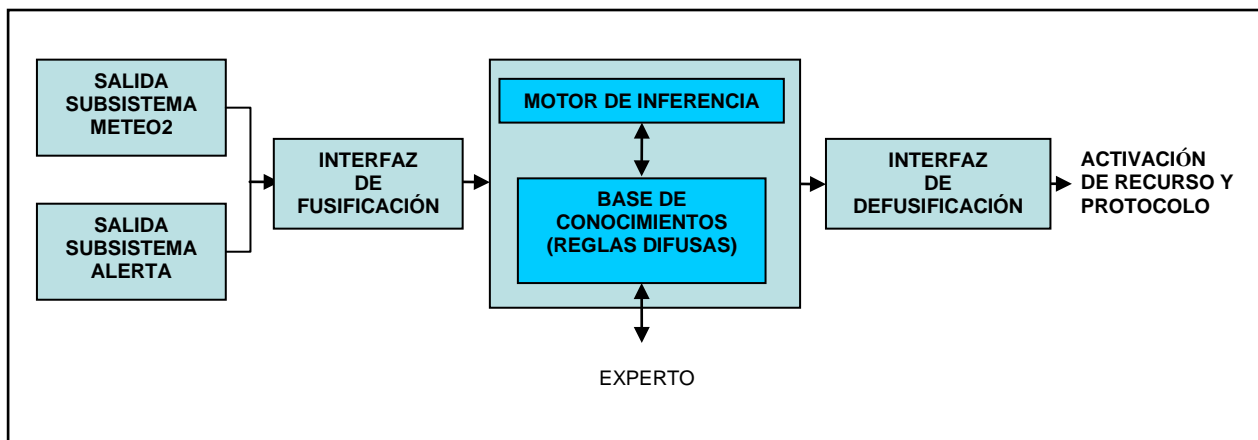 SALIDA
SUBSISTEMA
METEO2
SALIDA
SUBSISTEMA
ALERTA
INTERFAZ
DE
FUSIFICACIÓN
MOTOR DE INFERENCIA
BASE DE
CONOCIMIENTOS
(REGLAS DIFUSAS)
EXPERTO
INTERFAZ
DE
DEFUSIFICACIÓN
ACTIVACIÓN
DE RECURSO Y
PROTOCOLO